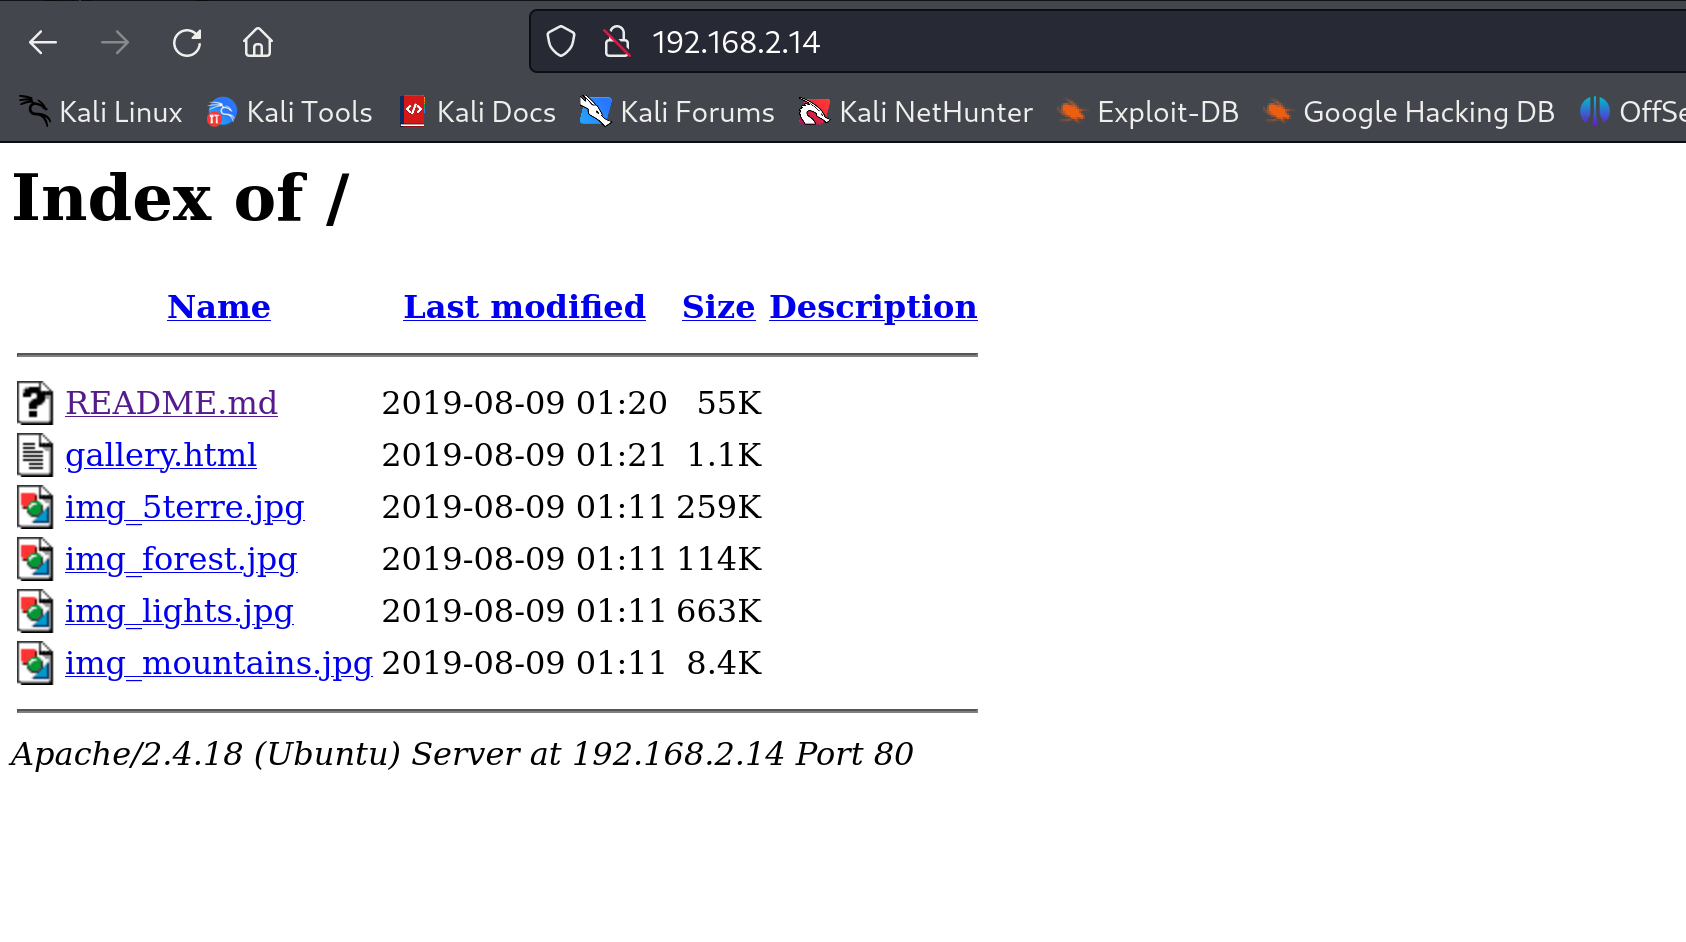 192.168.2.14
Kali Linux Kali Tools Kali Docs Kali Forums Kali NetHunter Exploit-DB Google Hacking DB OffSe
Index of /
Name Last modified Size Description
README.md 2019-08-09 01:20 55K
gallery.html 2019-08-09 01:21 1.1K
img_5terre.jpg 2019-08-09 01:11 259K
img_forest.jpg 2019-08-09 01:11 114K
img_lights.jpg 2019-08-09 01:11 663K
img_mountains.jpg 2019-08-09 01:11 8.4K
Apache/2.4.18 (Ubuntu) Server at 192.168.2.14 Port 80